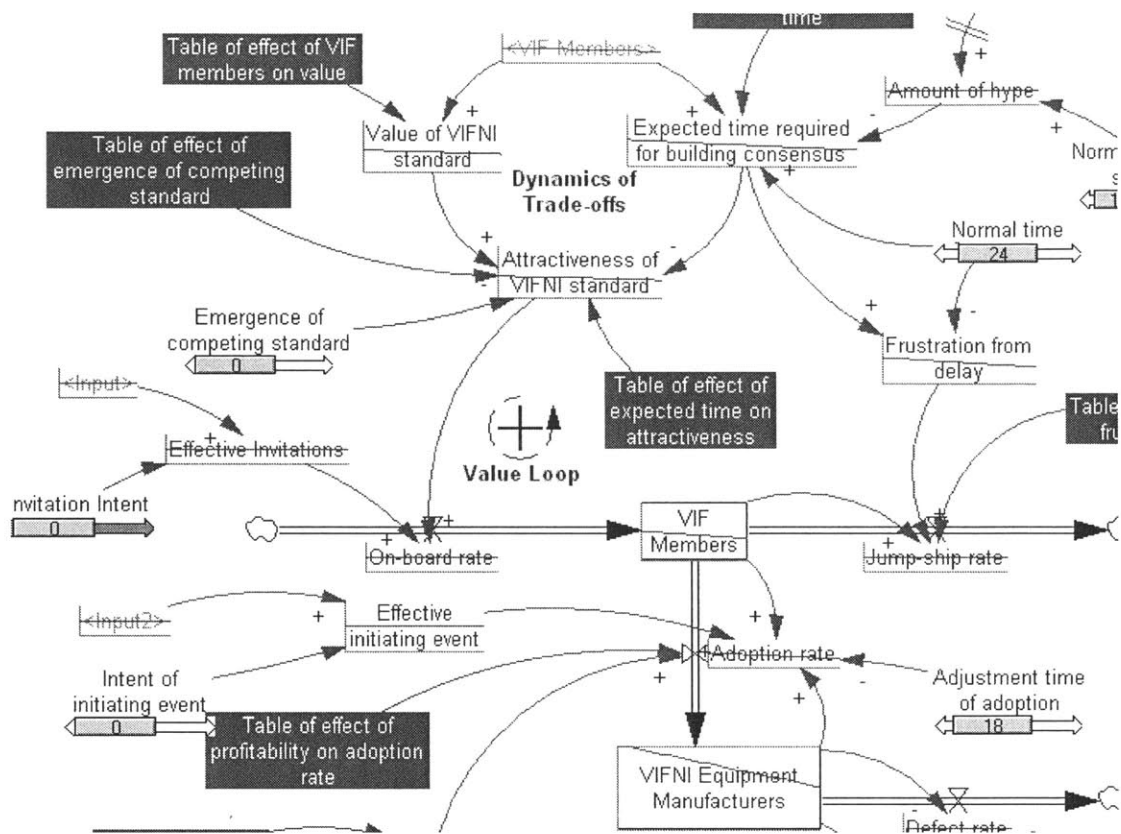 time
Table of effect of VIF
members on value
<VIF Members>
+
+
+
Amount of hype
Value of VIFNI
standard
+
-
Expected time required
for building consensus
+
Norm
s
1
Table of effect of
emergence of competing
standard
Dynamics of
Trade-offs
+
Normal time
24
+
-
Attractiveness of
VIFNI standard
-
+
-
Emergence of
competing standard
0
Frustration from
delay
<Input>
Table of effect of
expected time on
attractiveness
Table
fru
+
Effective Invitations
+
Value Loop
nvitation Intent
0
VIF
Members
+
+
On-board rate
+
+
Jump-ship rate
<Input2>
+
Effective
initiating event
+
Adoption rate
Intent of
initiating event
0
+
+
-
Adjustment time
of adoption
18
Table of effect of
profitability on adoption
rate
VIFNI Equipment
Manufacturers
-
Defect rate